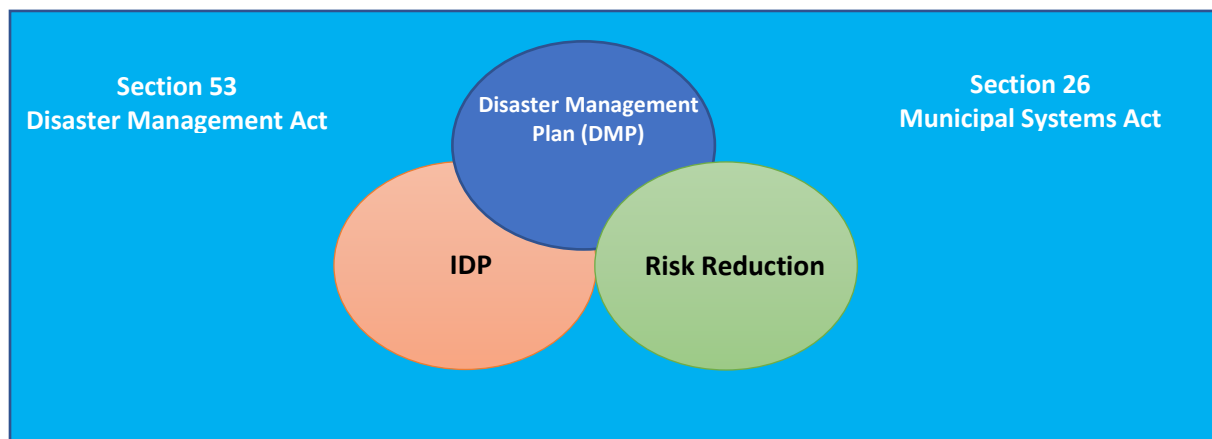 Section 53
Disaster Management Act
Disaster Management
Plan (DMP)
Section 26
Municipal Systems Act
IDP
Risk Reduction